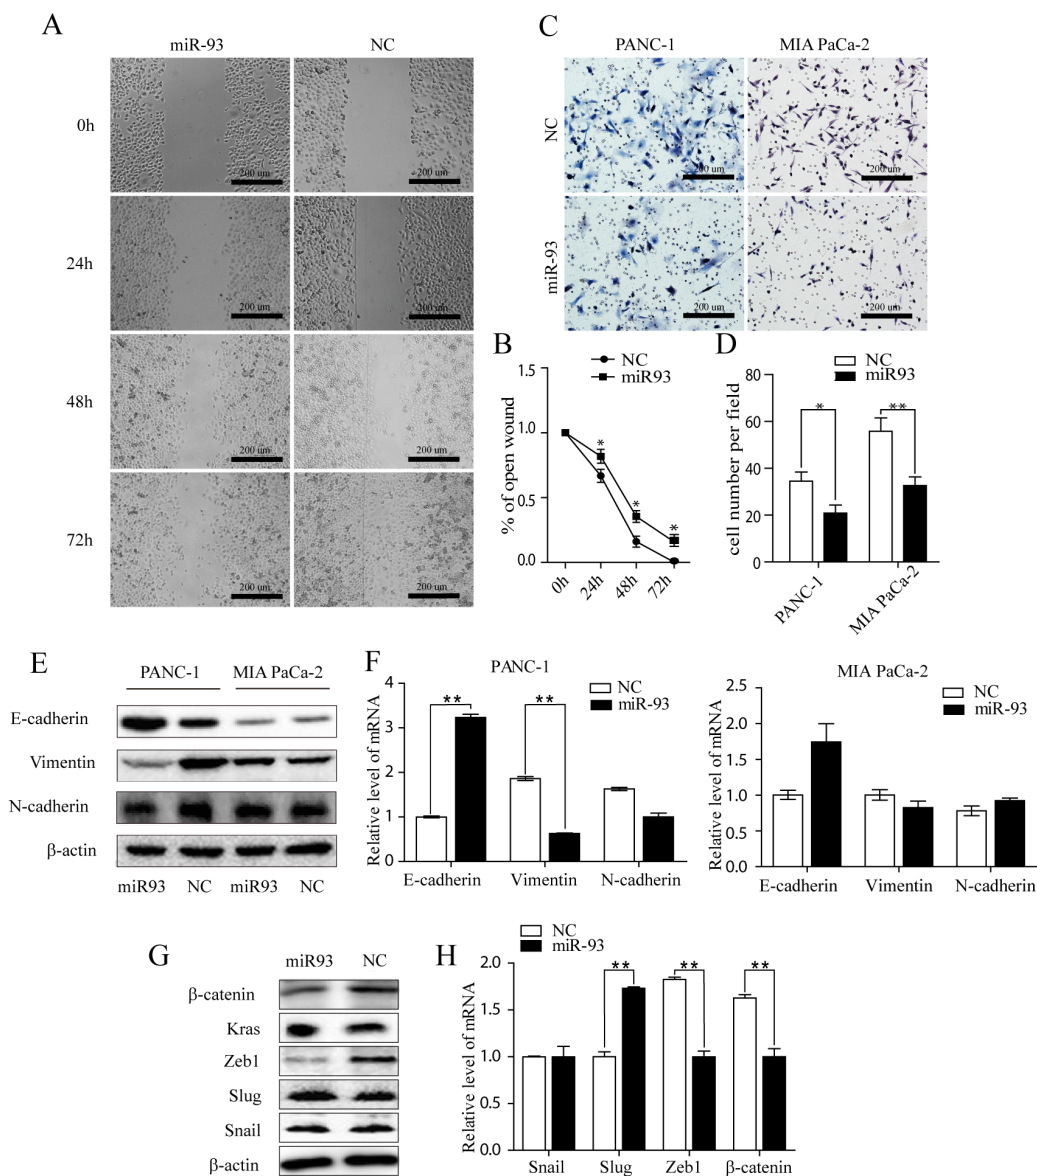 A
miR-93 NC
0h
200 um 200 um
24h
200 um 200 um
48h
200 um 200 um
72h
200 um 200 um
C
PANC-1 MIA PaCa-2
NC
200 um 200 um
miR-93
200 um 200 um
B
NC
miR93
% of open wound
1.0
0.5
0.0
* * *
0h 24h 48h 72h
D
NC
miR93
cell number per field
80
60
40
20
0
* **
PANC-1 MIA PaCa-2
E
PANC-1 MIA PaCa-2
E-cadherin
Vimentin
N-cadherin
β-actin
miR93 NC miR93 NC
F
PANC-1
NC
miR-93
Relative level of mRNA
4
3
2
1
0
** **
E-cadherin Vimentin N-cadherin
MIA PaCa-2
NC
miR-93
Relative level of mRNA
2.5
2.0
1.5
1.0
0.5
0.0
E-cadherin Vimentin N-cadherin
G
miR93 NC
β-catenin
Kras
Zeb1
Slug
Snail
β-actin
H
NC
miR-93
Relative level of mRNA
2.0
1.5
1.0
0.5
0.0
** ** **
Snail Slug Zeb1 β-catenin